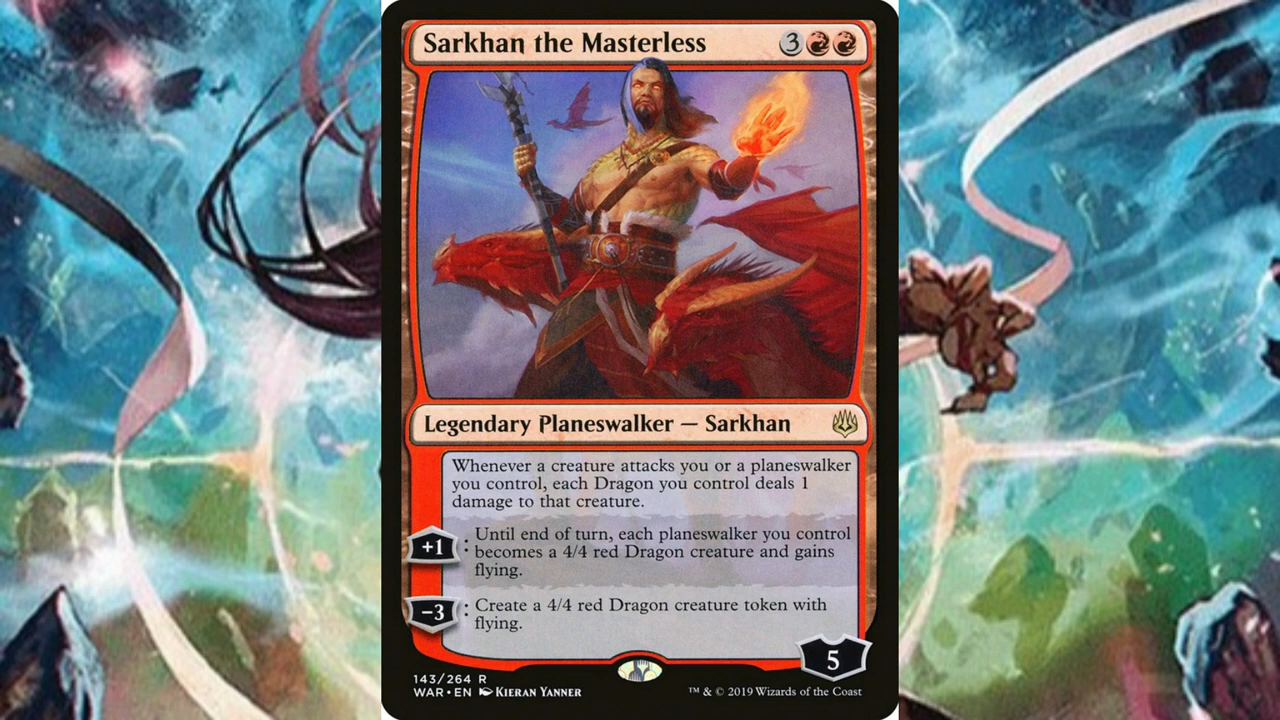 Sarkhan the Masterless 3
Legendary Planeswalker — Sarkhan
Whenever a creature attacks you or a planeswalker
you control, each Dragon you control deals 1
damage to that creature.
+1: Until end of turn, each planeswalker you control
becomes a 4/4 red Dragon creature and gains
flying.
−3: Create a 4/4 red Dragon creature token with
flying.
5
143/264 R
WAR • EN Kieran Yanner
™ & © 2019 Wizards of the Coast